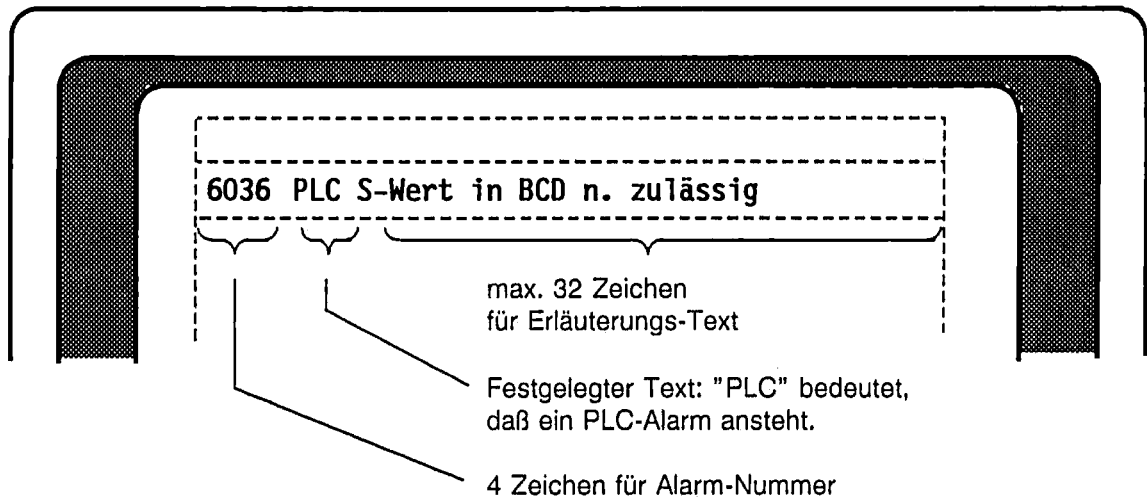 6036 PLC S-Wert in BCD n. zulässig
max. 32 Zeichen
für Erläuterungs-Text
Festgelegter Text: "PLC" bedeutet,
daß ein PLC-Alarm ansteht.
4 Zeichen für Alarm-Nummer